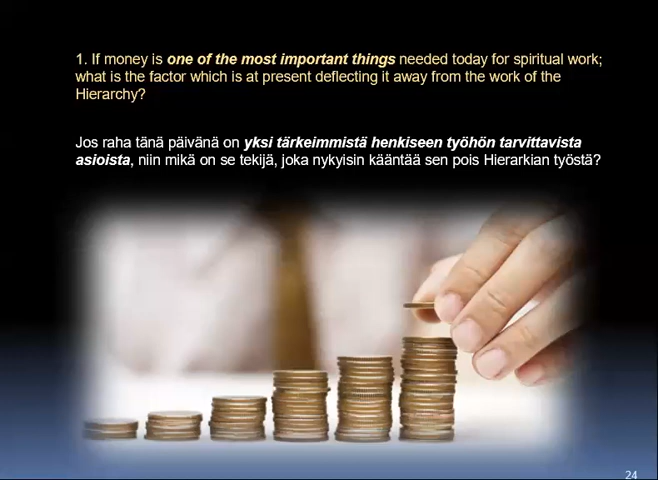 1. If money is one of the most important things needed today for spiritual work;
what is the factor which is at present deflecting it away from the work of the
Hierarchy?
Jos raha tänä päivänä on yksi tärkeimmistä henkiseen työhön tarvittavista
asioista, niin mikä on se tekijä, joka nykyisin kääntää sen pois Hierarkian työstä?
24